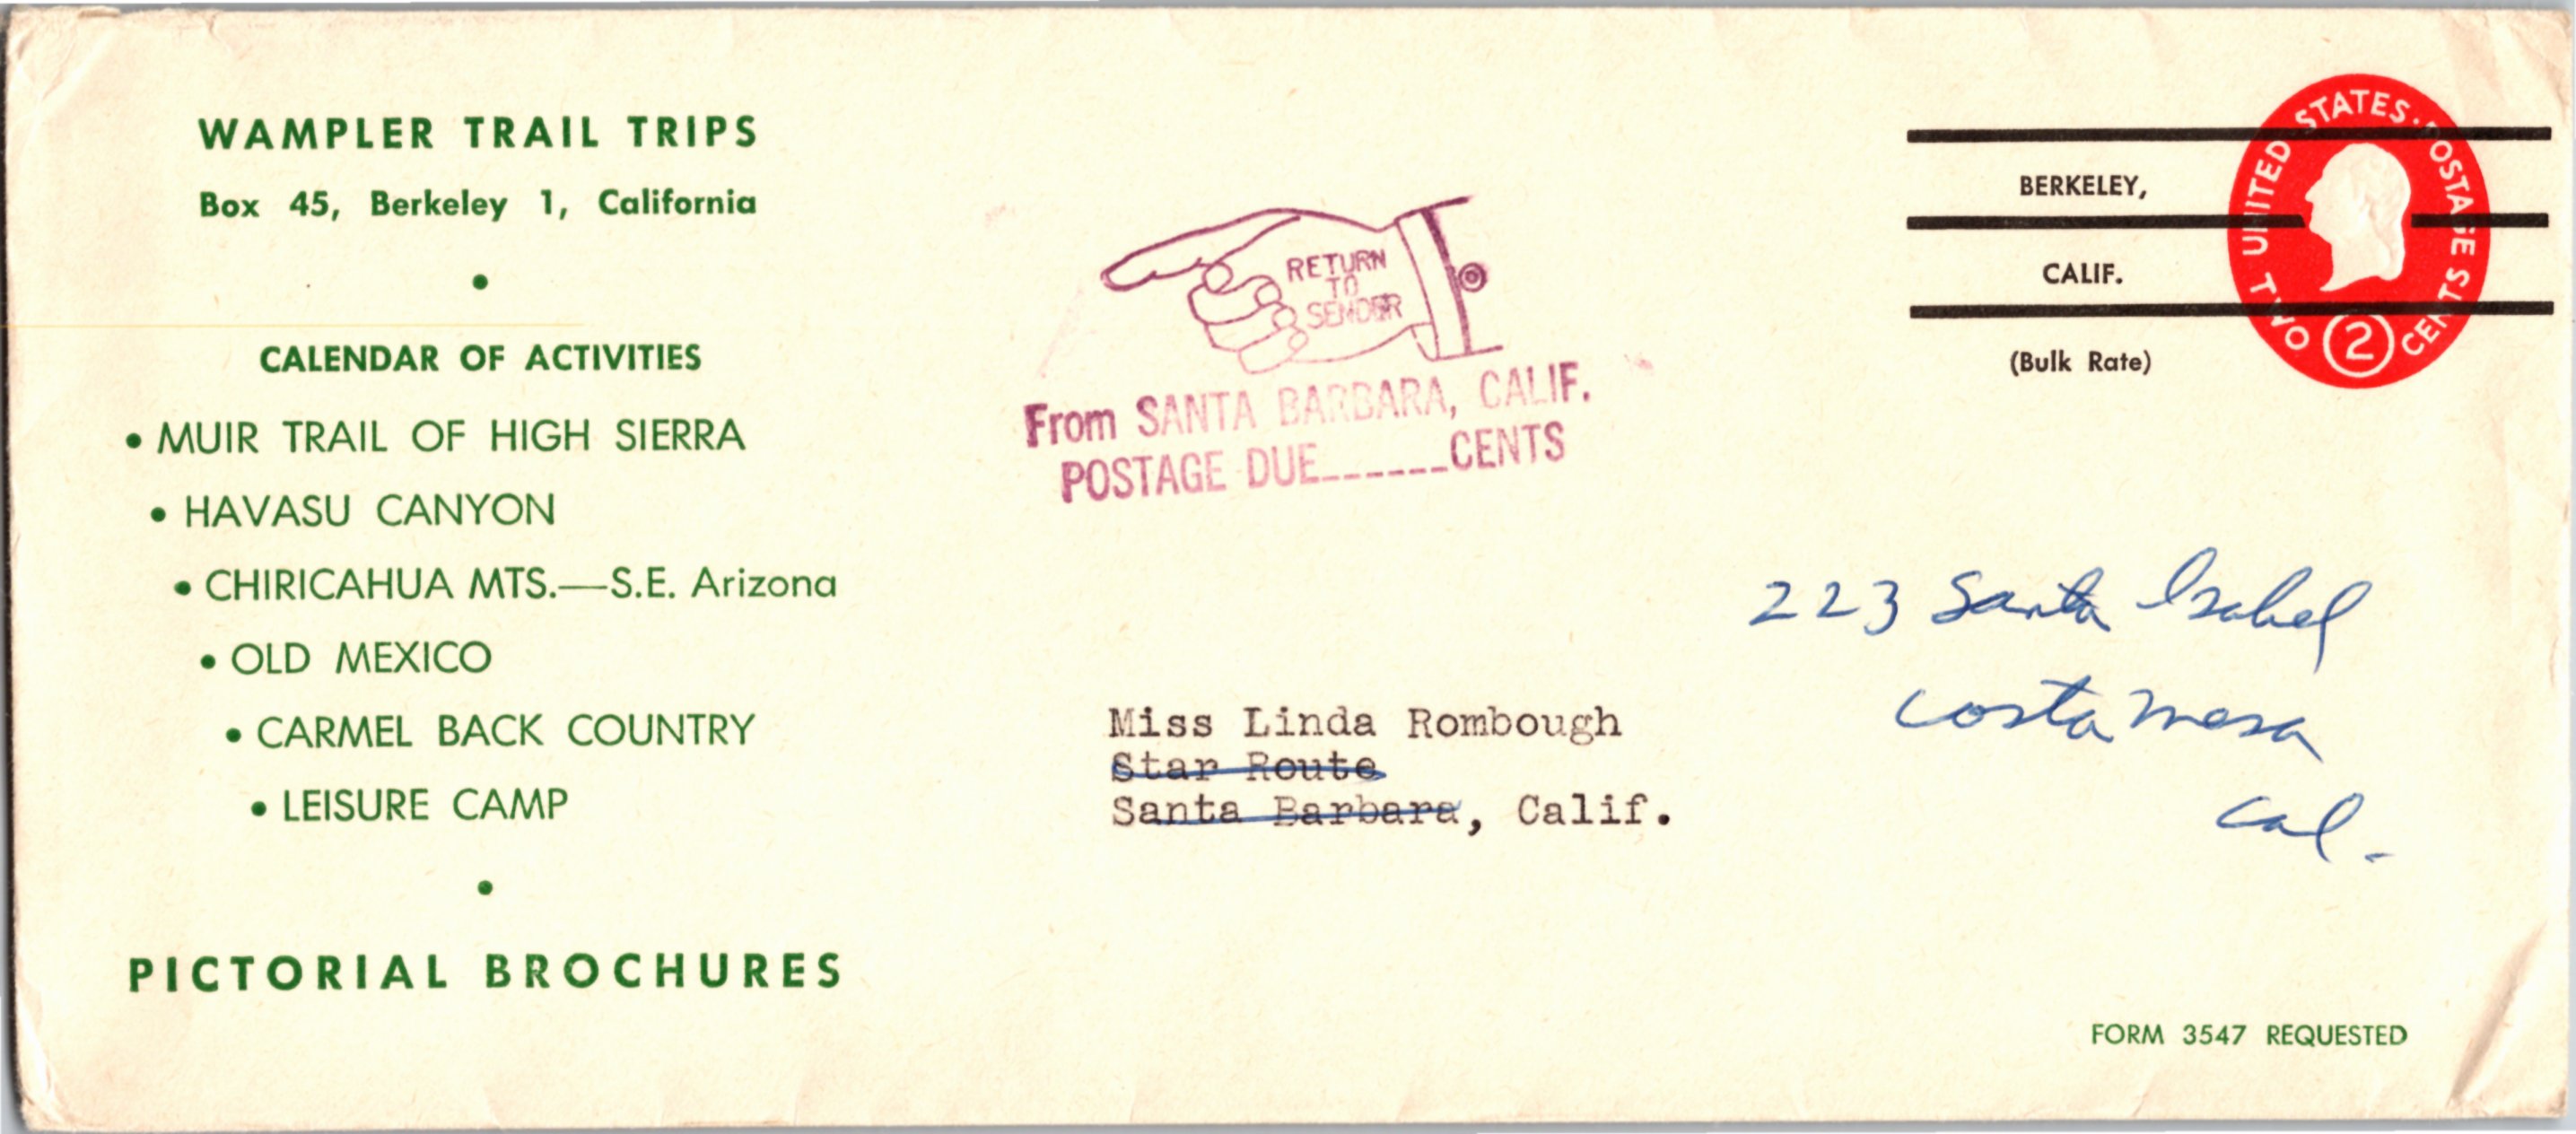 WAMPLER TRAIL TRIPS
Box 45, Berkeley 1, California
•
CALENDAR OF ACTIVITIES
• MUIR TRAIL OF HIGH SIERRA
• HAVASU CANYON
• CHIRICAHUA MTS.—S.E. Arizona
• OLD MEXICO
• CARMEL BACK COUNTRY
• LEISURE CAMP
•
PICTORIAL BROCHURES
RETURN
TO
SENDER
From SANTA BARBARA, CALIF.
POSTAGE DUE______CENTS
BERKELEY,
CALIF.
(Bulk Rate)
UNITED STATES · POSTAGE
TWO 2 CENTS
223 Santa Isabel
Costa Mesa
Cal.
Miss Linda Rombough
Star Route
Santa Barbara, Calif.
FORM 3547 REQUESTED